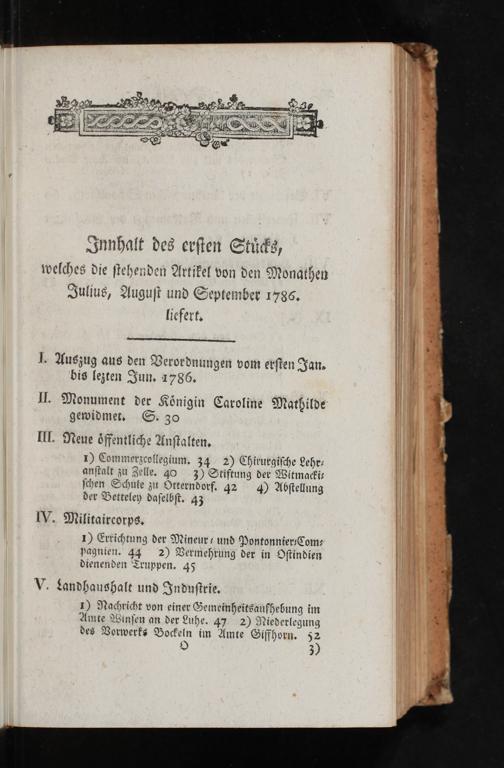 Innhalt des ersten Stücks,
welches die stehenden Artikel von den Monathen
Julius, August und September 1786.
liefert.
I. Auszug aus den Verordnungen vom ersten Jan.
bis lezten Jun. 1786.
II. Monument der Königin Caroline Mathilde
gewidmet. S. 30
III. Neue öffentliche Anstalten.
1) Commerzcollegium. 34 2) Chirurgische Lehr-
anstalt zu Zelle. 40 3) Stiftung der Witmacki-
schen Schule zu Otterndorf. 42 4) Abstellung
der Betteley daselbst. 43
IV. Militaircorps.
1) Errichtung der Mineur- und Pontonnier-Com-
pagnien. 44 2) Vermehrung der in Ostindien
dienenden Truppen. 45
V. Landhaushalt und Industrie.
1) Nachricht von einer Gemeinheitsaufhebung im
Amte Winsen an der Luhe. 47 2) Niederlegung
des Vorwerks Bockeln im Amte Giffhorn. 52
O 3)